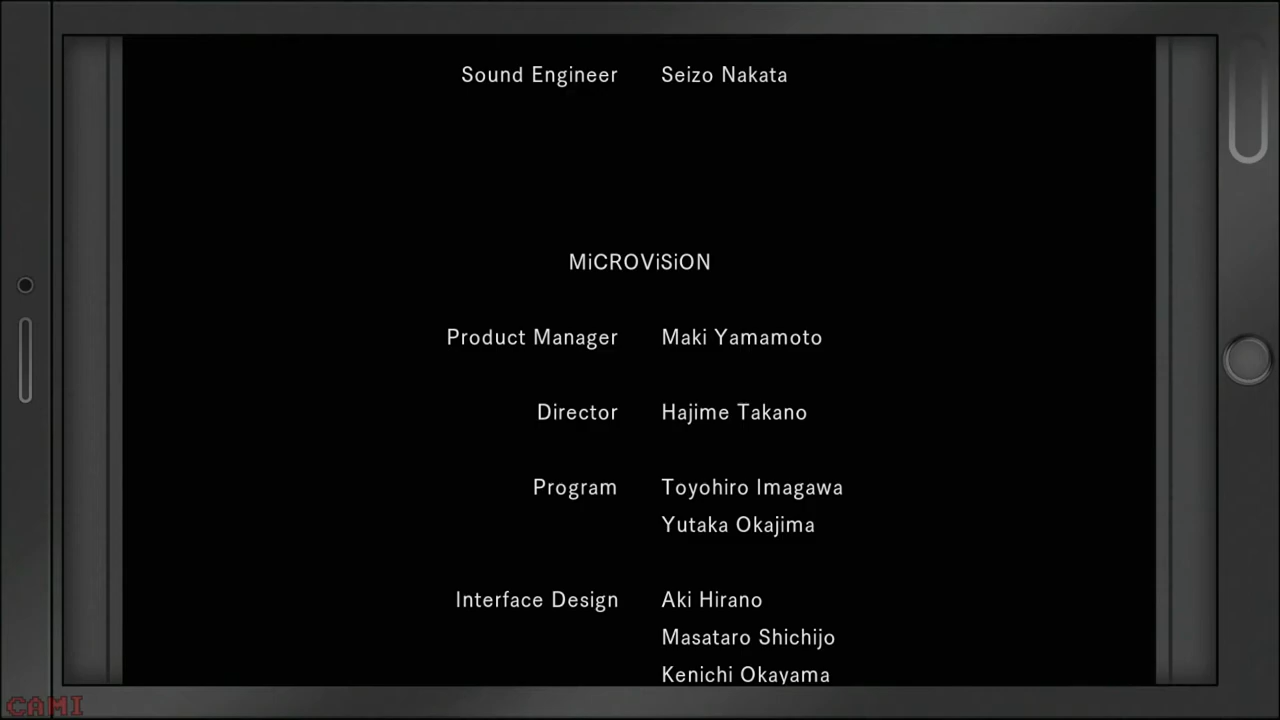 Sound Engineer Seizo Nakata
MiCROViSiON
Product Manager Maki Yamamoto
Director Hajime Takano
Program Toyohiro Imagawa
Yutaka Okajima
Interface Design Aki Hirano
Masataro Shichijo
Kenichi Okayama
CAMI